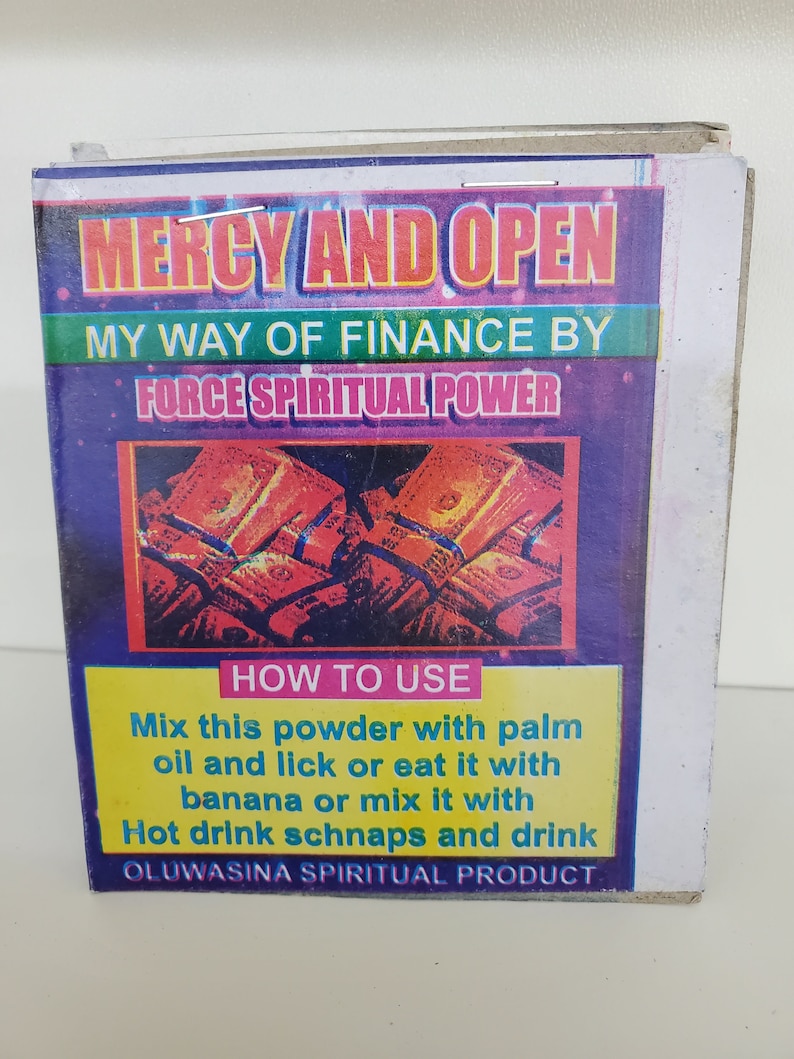 MERCY AND OPEN
MY WAY OF FINANCE BY
FORCE SPIRITUAL POWER
HOW TO USE
Mix this powder with palm
oil and lick or eat it with
banana or mix it with
Hot drink schnaps and drink
OLUWASINA SPIRITUAL PRODUCT